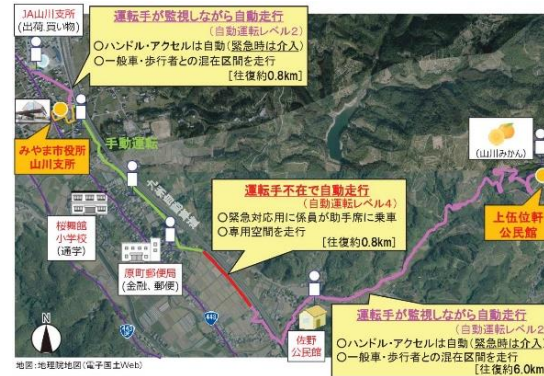 JA山川支所
(出荷、買い物)
運転手が監視しながら自動走行
(自動運転レベル2)
○ハンドル・アクセルは自動(緊急時は介入)
○一般車・歩行者との混在区間を走行
[往復約0.8km]
みやま市役所
山川支所
手動運転
桜舞館
小学校
(通学)
原町郵便局
(金融、郵便)
運転手不在で自動走行
(自動運転レベル4)
○緊急対応用に係員が助手席に乗車
○専用空間を走行
[往復約0.8km]
(山川みかん)
上伍位軒
公民館
佐野
公民館
運転手が監視しながら自動走行
(自動運転レベル2
○ハンドル・アクセルは自動(緊急時は介入)
○一般車・歩行者との混在区間を走行
[往復約6.0km]
443
N
地図:地理院地図(電子国土Web)